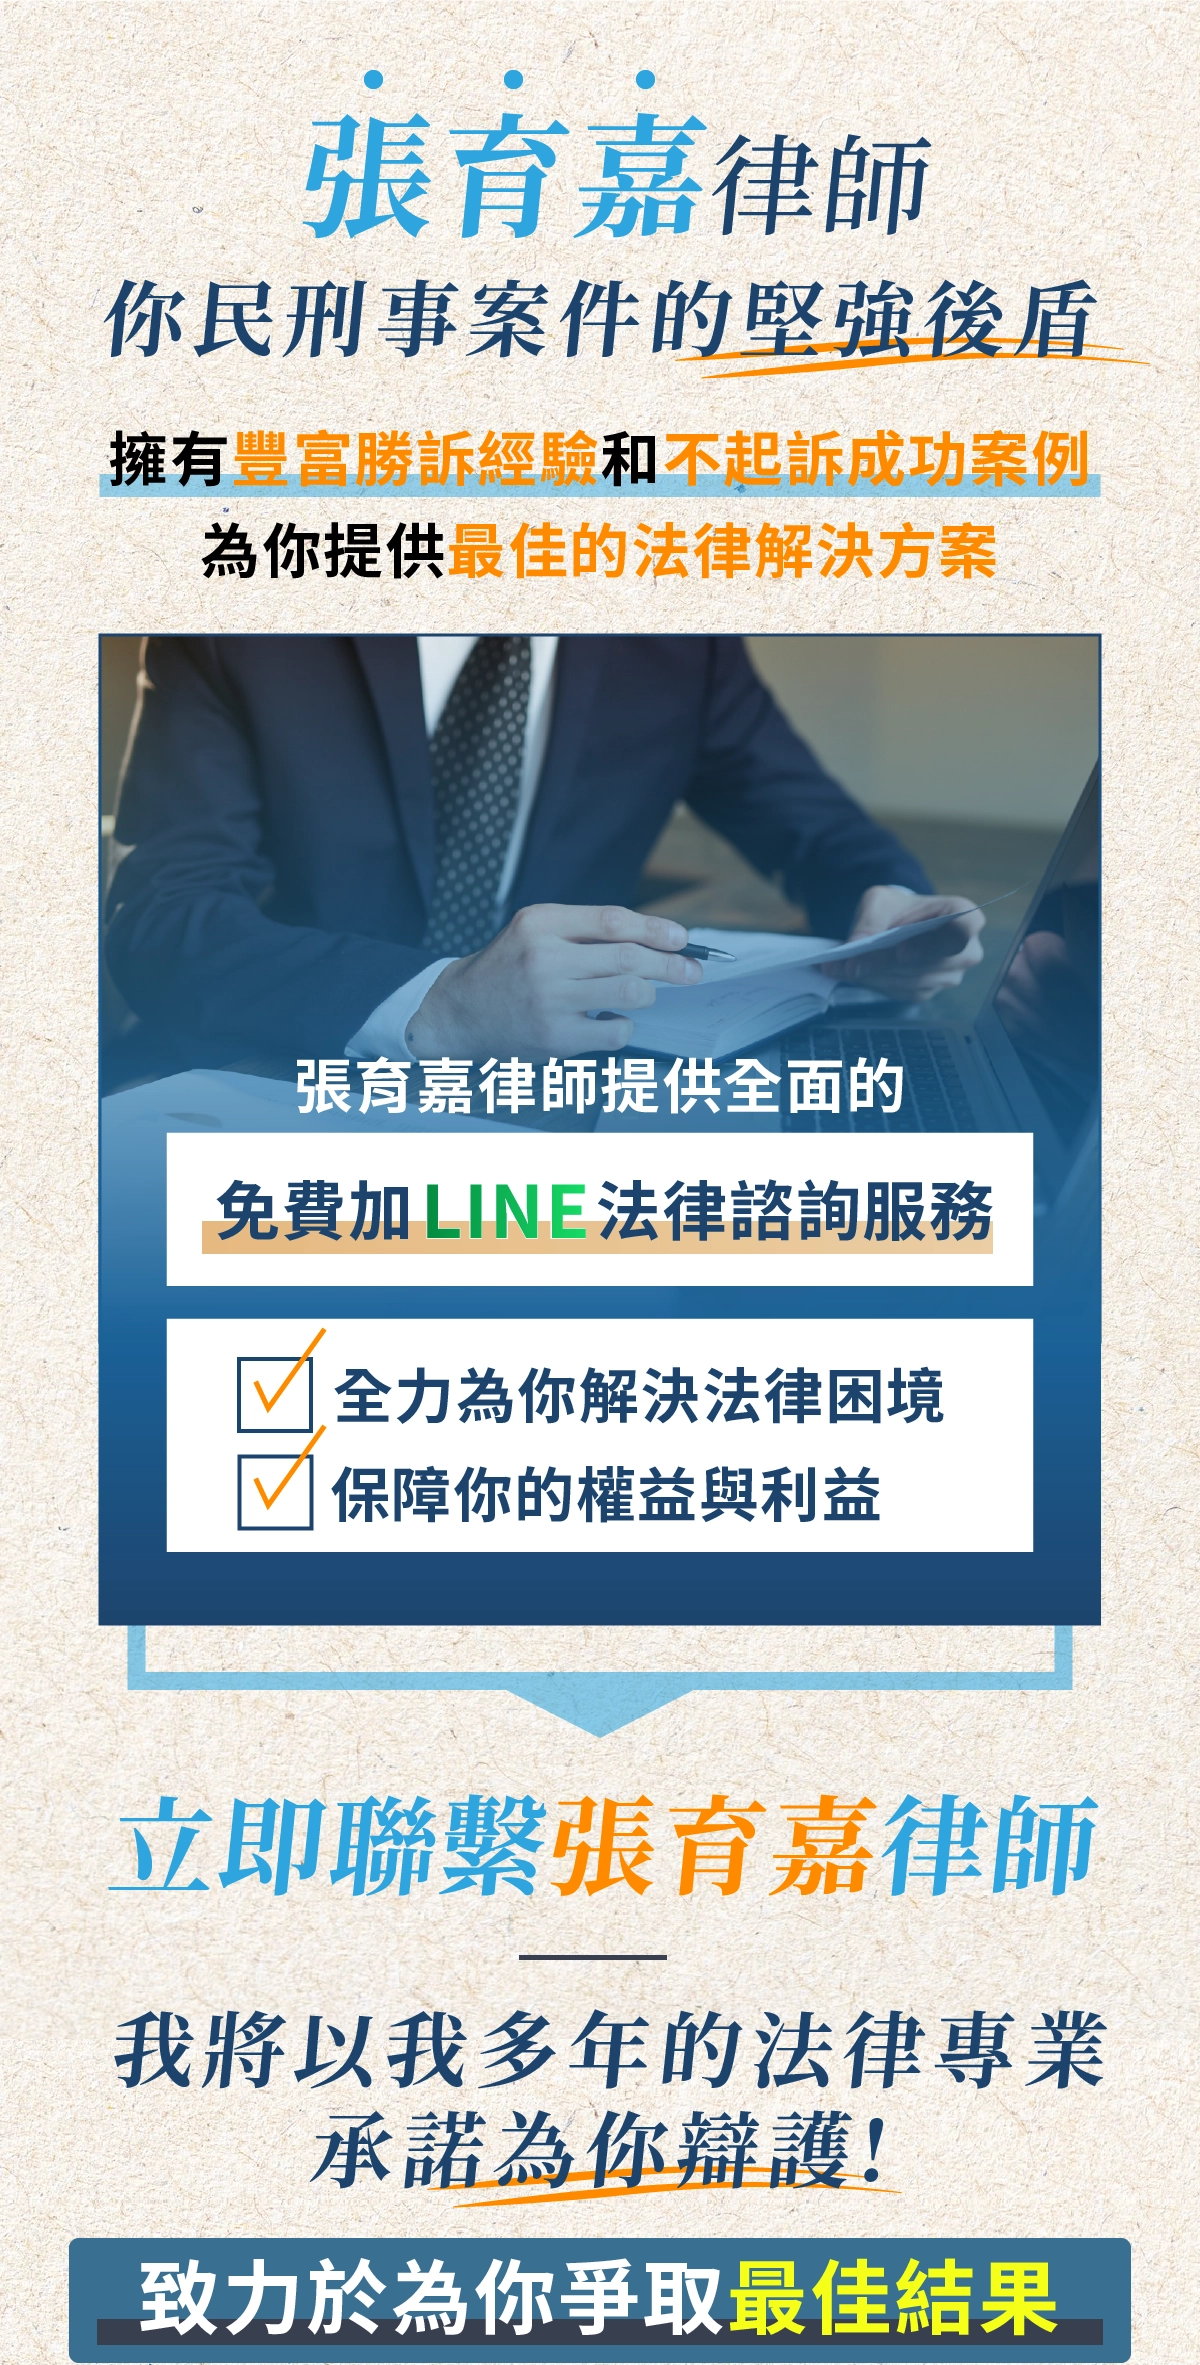 張育嘉律師
你民刑事案件的堅強後盾
擁有豐富勝訴經驗和不起訴成功案例
為你提供最佳的法律解決方案
張育嘉律師提供全面的
免費加LINE法律諮詢服務
全力為你解決法律困境
保障你的權益與利益
立即聯繫張育嘉律師
我將以我多年的法律專業
承諾為你辯護!
致力於為你爭取最佳結果